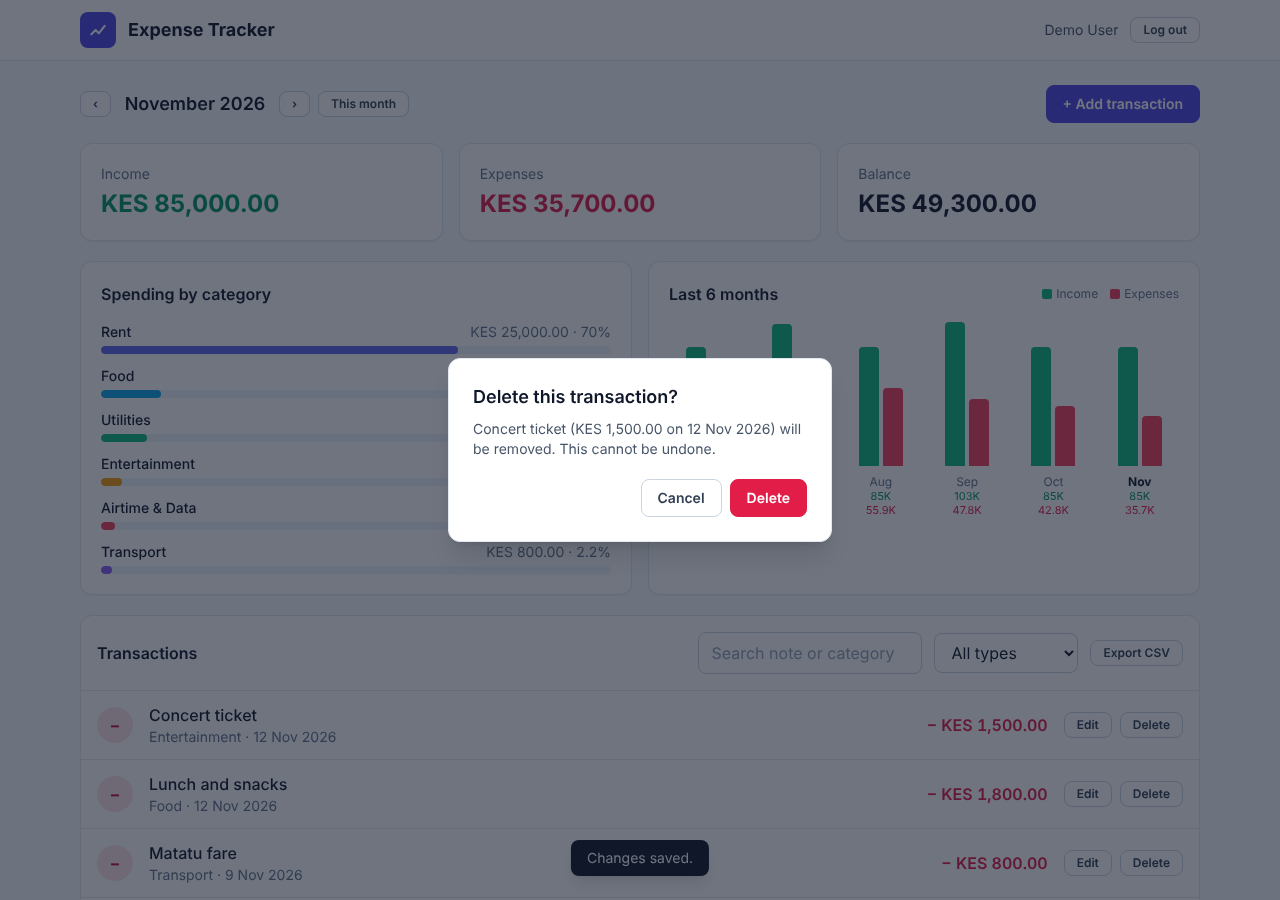 Expense Tracker
Demo User
Log out
‹
November 2026
›
This month
+ Add transaction
Income
KES 85,000.00
Expenses
KES 35,700.00
Balance
KES 49,300.00
Spending by category
Rent
KES 25,000.00 · 70%
Food
Utilities
Entertainment
Airtime & Data
Transport
KES 800.00 · 2.2%
Last 6 months
Income
Expenses
Aug
85K
55.9K
Sep
103K
47.8K
Oct
85K
42.8K
Nov
85K
35.7K
Delete this transaction?
Concert ticket (KES 1,500.00 on 12 Nov 2026) will
be removed. This cannot be undone.
Cancel
Delete
Transactions
Search note or category
All types
Export CSV
–
Concert ticket
Entertainment · 12 Nov 2026
– KES 1,500.00
Edit
Delete
–
Lunch and snacks
Food · 12 Nov 2026
– KES 1,800.00
Edit
Delete
–
Matatu fare
Transport · 9 Nov 2026
– KES 800.00
Edit
Delete
Changes saved.